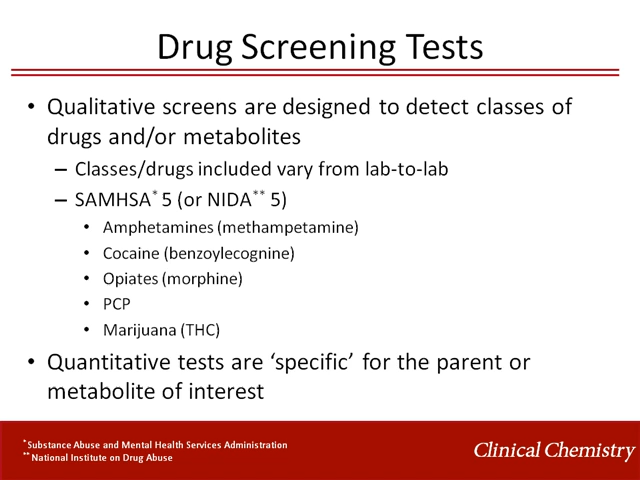 Drug Screening Tests
• Qualitative screens are designed to detect classes of
drugs and/or metabolites
– Classes/drugs included vary from lab-to-lab
– SAMHSA* 5 (or NIDA** 5)
• Amphetamines (methampetamine)
• Cocaine (benzoylecognine)
• Opiates (morphine)
• PCP
• Marijuana (THC)
• Quantitative tests are ‘specific’ for the parent or
metabolite of interest
*Substance Abuse and Mental Health Services Administration
**National Institute on Drug Abuse
Clinical Chemistry